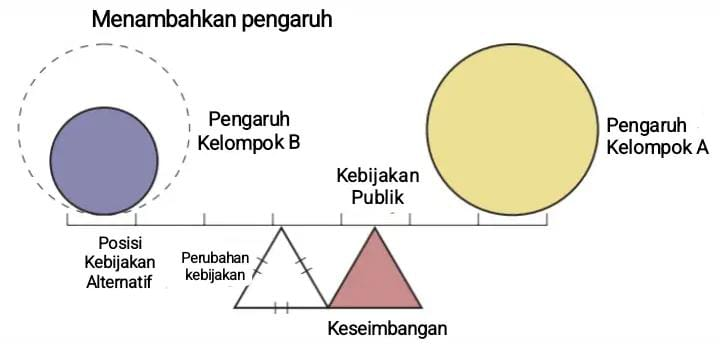 Menambahkan pengaruh
Pengaruh
Kelompok B
Pengaruh
Kelompok A
Kebijakan
Publik
Posisi
Kebijakan
Alternatif
Perubahan
kebijakan
Keseimbangan